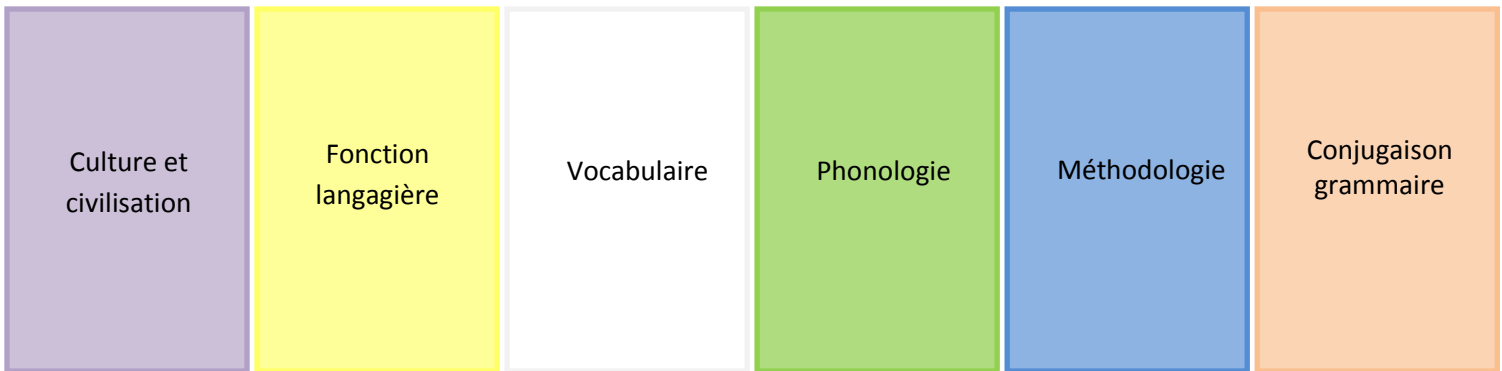 Culture et
civilisation
Fonction
langagière
Vocabulaire
Phonologie
Méthodologie
Conjugaison
grammaire